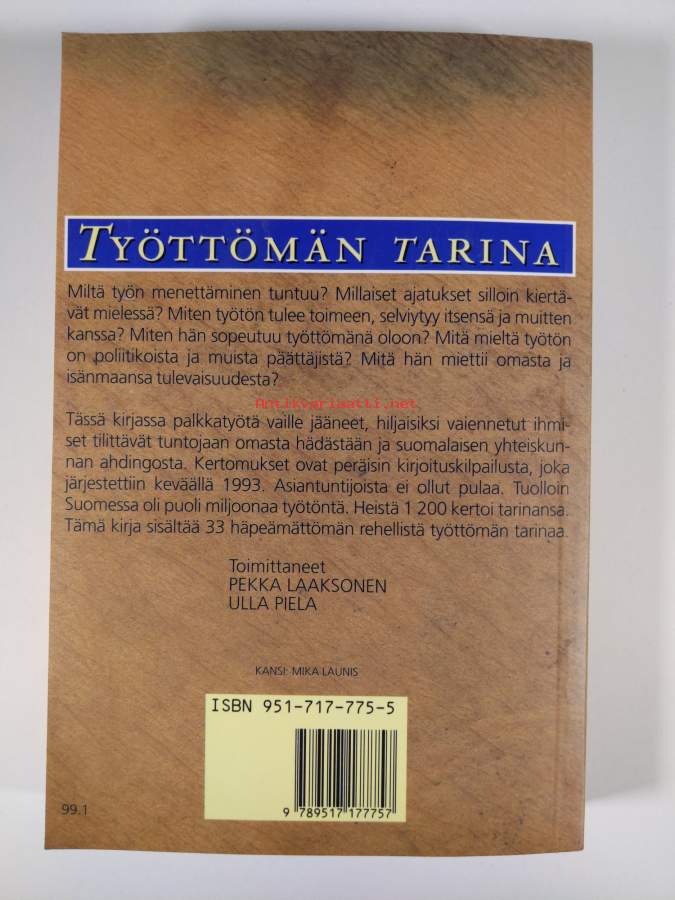 TYÖTTÖMÄN TARINA
Miltä työn menettäminen tuntuu? Millaiset ajatukset silloin kiertä-
vät mielessä? Miten työtön tulee toimeen, selviytyy itsensä ja muitten
kanssa? Miten hän sopeutuu työttömänä oloon? Mitä mieltä työtön
on poliitikoista ja muista päättäjistä? Mitä hän miettii omasta ja
isänmaansa tulevaisuudesta?
Antikvariaatti.net
Tässä kirjassa palkkatyötä vaille jääneet, hiljaisiksi vaiennetut ihmi-
set tilittävät tuntojaan omasta hädästään ja suomalaisen yhteiskun-
nan ahdingosta. Kertomukset ovat peräisin kirjoituskilpailusta, joka
järjestettiin keväällä 1993. Asiantuntijoista ei ollut pulaa. Tuolloin
Suomessa oli puoli miljoonaa työtöntä. Heistä 1 200 kertoi tarinansa.
Tämä kirja sisältää 33 häpeämättömän rehellistä työttömän tarinaa.
Toimittaneet
PEKKA LAAKSONEN
ULLA PIELA
KANSI: MIKA LAUNIS
ISBN 951-717-775-5
9 789517 177757
99.1